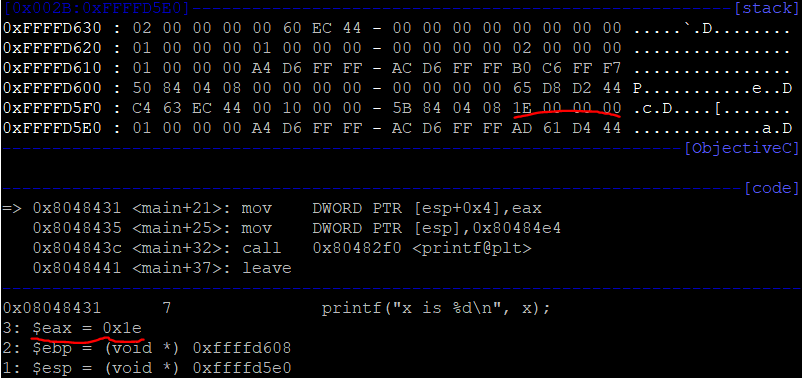 [0x002B:0xFFFFD5E0]------------------------------------------------------[stack]
0xFFFFD630 : 02 00 00 00 60 EC 44 - 00 00 00 00 00 00 00 00 .....`.D........
0xFFFFD620 : 01 00 00 00 01 00 00 00 - 00 00 00 00 02 00 00 00 ................
0xFFFFD610 : 01 00 00 00 A4 D6 FF FF - AC D6 FF FF B0 C6 FF F7 ................
0xFFFFD600 : 50 84 04 08 00 00 00 00 - 00 00 00 00 65 D8 D2 44 P...........e..D
0xFFFFD5F0 : C4 63 EC 44 00 10 00 00 - 5B 84 04 08 1E 00 00 00 .c.D....[.......
0xFFFFD5E0 : 01 00 00 00 A4 D6 FF FF - AC D6 FF FF AD 61 D4 44 .............a.D
[ObjectiveC]
[code]
=> 0x8048431 <main+21>: mov DWORD PTR [esp+0x4],eax
0x8048435 <main+25>: mov DWORD PTR [esp],0x80484e4
0x804843c <main+32>: call 0x80482f0 <printf@plt>
0x8048441 <main+37>: leave
0x08048431 7 printf("x is %d\n", x);
3: $eax = 0x1e
2: $ebp = (void *) 0xffffd608
1: $esp = (void *) 0xffffd5e0